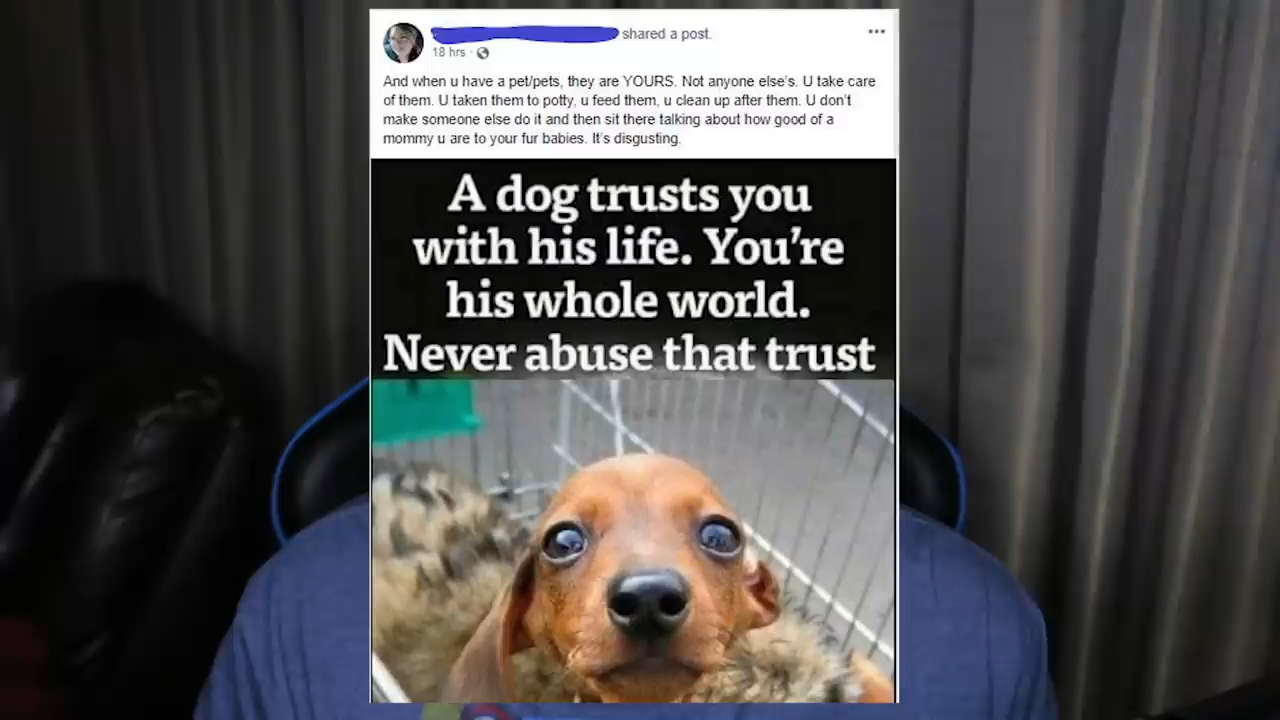 shared a post.
18 hrs ·
And when u have a pet/pets, they are YOURS. Not anyone else's. U take care
of them. U taken them to potty, u feed them, u clean up after them. U don't
make someone else do it and then sit there talking about how good of a
mommy u are to your fur babies. It's disgusting.
A dog trusts you
with his life. You're
his whole world.
Never abuse that trust